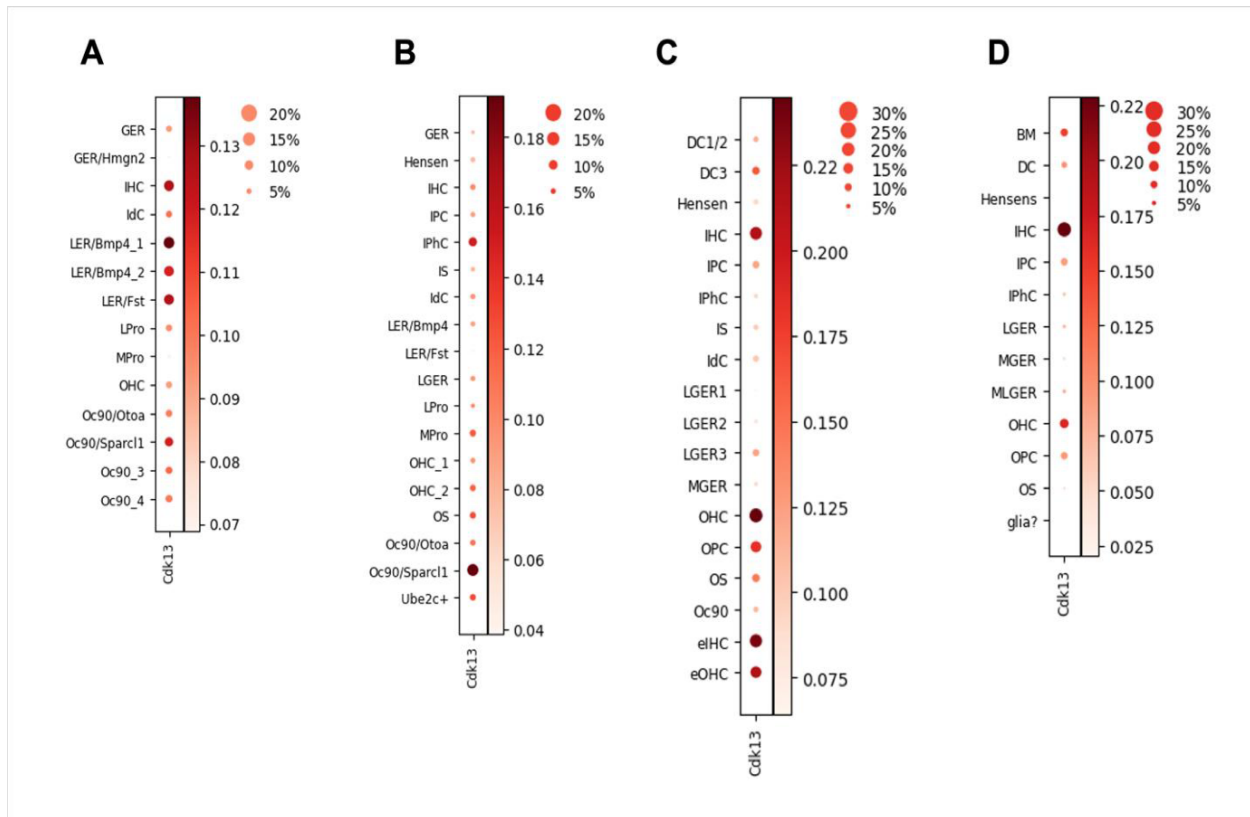 A
GER
GER/Hmgn2
IHC
IdC
LER/Bmp4_1
LER/Bmp4_2
LER/Fst
LPro
MPro
OHC
Oc90/Otoa
Oc90/Sparcl1
Oc90_3
Oc90_4
Cdk13
0.13
0.12
0.11
0.10
0.09
0.08
0.07
20%
15%
10%
5%
B
GER
Hensen
IHC
IPC
IPhC
IS
IdC
LER/Bmp4
LER/Fst
LGER
LPro
MPro
OHC_1
OHC_2
OS
Oc90/Otoa
Oc90/Sparcl1
Ube2c+
Cdk13
0.18
0.16
0.14
0.12
0.10
0.08
0.06
0.04
20%
15%
10%
5%
C
DC1/2
DC3
Hensen
IHC
IPC
IPhC
IS
IdC
LGER1
LGER2
LGER3
MGER
OHC
OPC
OS
Oc90
eIHC
eOHC
Cdk13
0.22
0.200
0.175
0.150
0.125
0.100
0.075
30%
25%
20%
15%
10%
5%
D
BM
DC
Hensens
IHC
IPC
IPhC
LGER
MGER
MLGER
OHC
OPC
OS
glia?
Cdk13
0.22
0.20
0.175
0.150
0.125
0.100
0.075
0.050
0.025
30%
25%
20%
15%
10%
5%